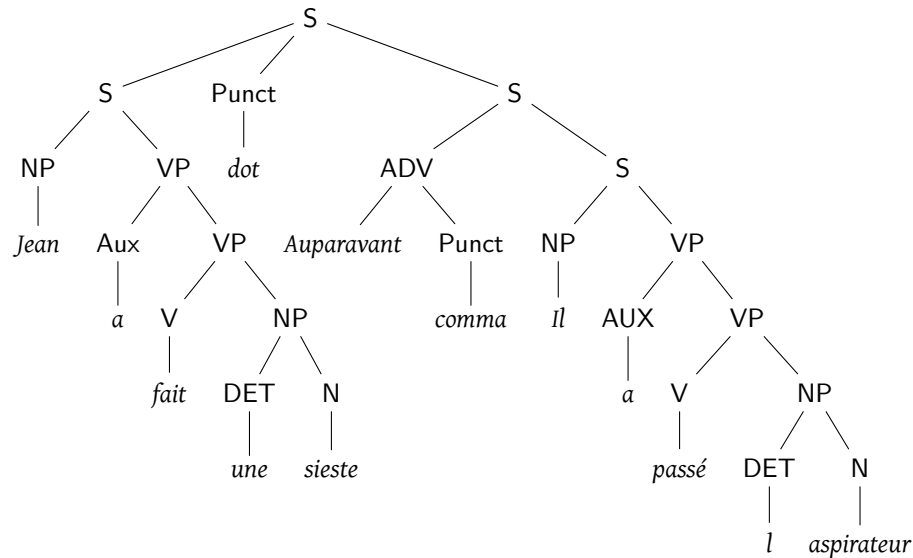 S
S Punct S
NP VP dot ADV S
Jean Aux VP Auparavant Punct NP VP
a V NP comma Il AUX VP
fait DET N a V NP
une sieste passé DET N
l aspirateur